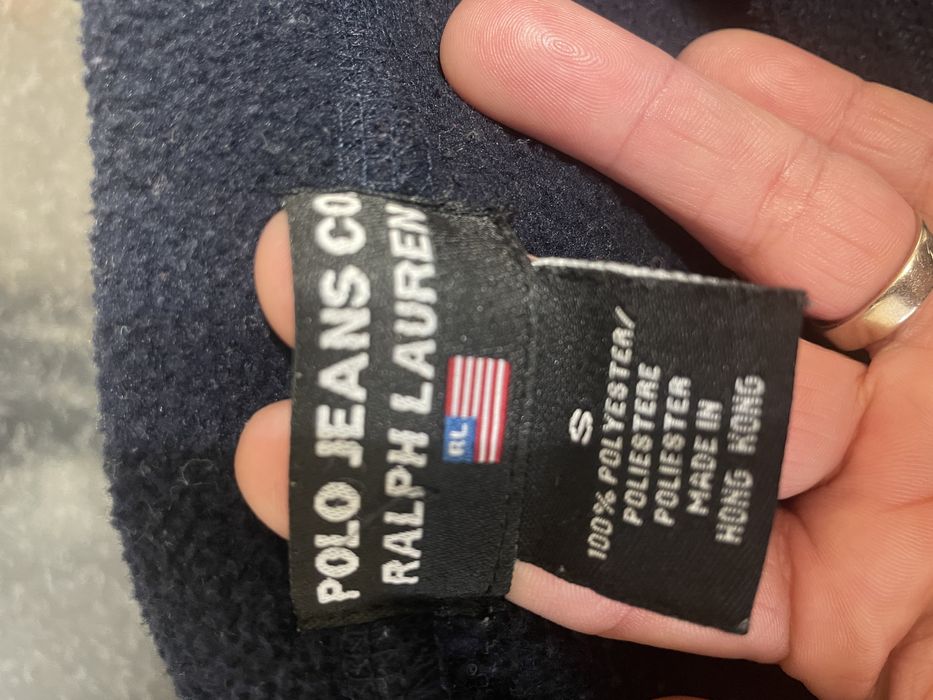 POLO JEANS CO
RALPH LAUREN
RL
S
100% POLYESTER/
POLIESTERE
POLIESTER
MADE IN
HONG KONG